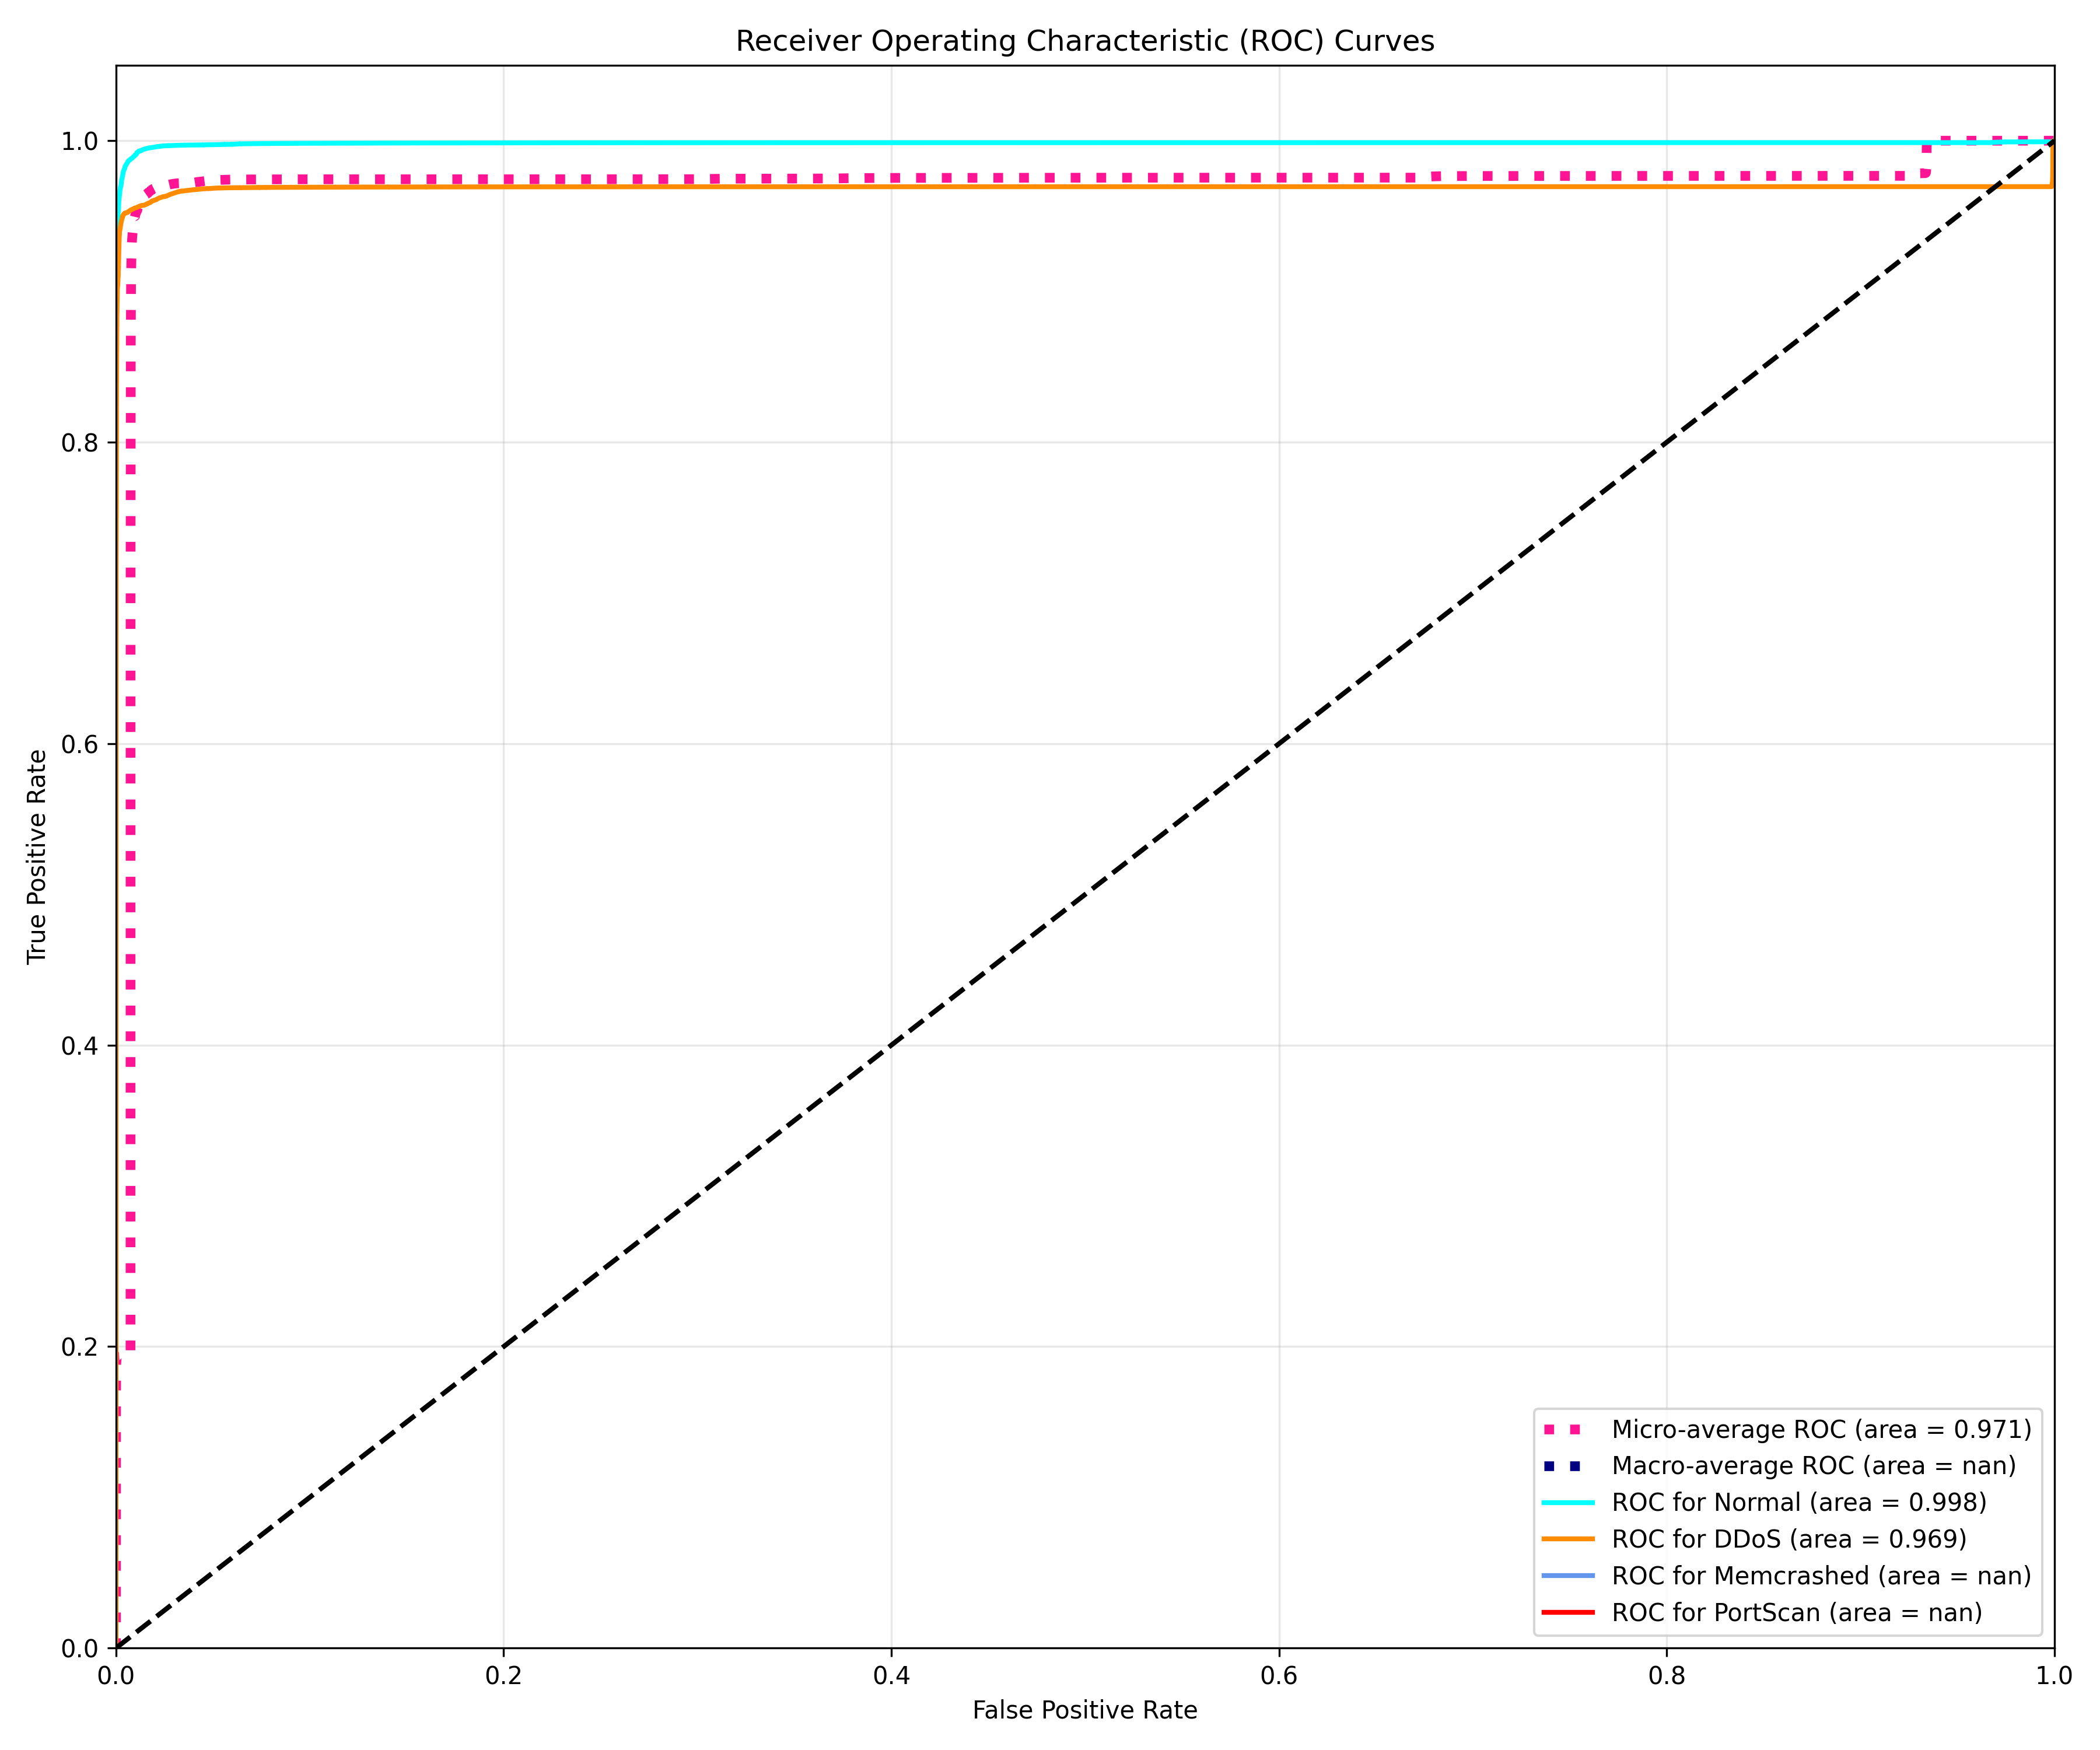 Receiver Operating Characteristic (ROC) Curves
1.0
0.8
0.6
0.4
0.2
0.0
True Positive Rate
0.0 0.2 0.4 0.6 0.8 1.0
False Positive Rate
Micro-average ROC (area = 0.971)
Macro-average ROC (area = nan)
ROC for Normal (area = 0.998)
ROC for DDoS (area = 0.969)
ROC for Memcrashed (area = nan)
ROC for PortScan (area = nan)